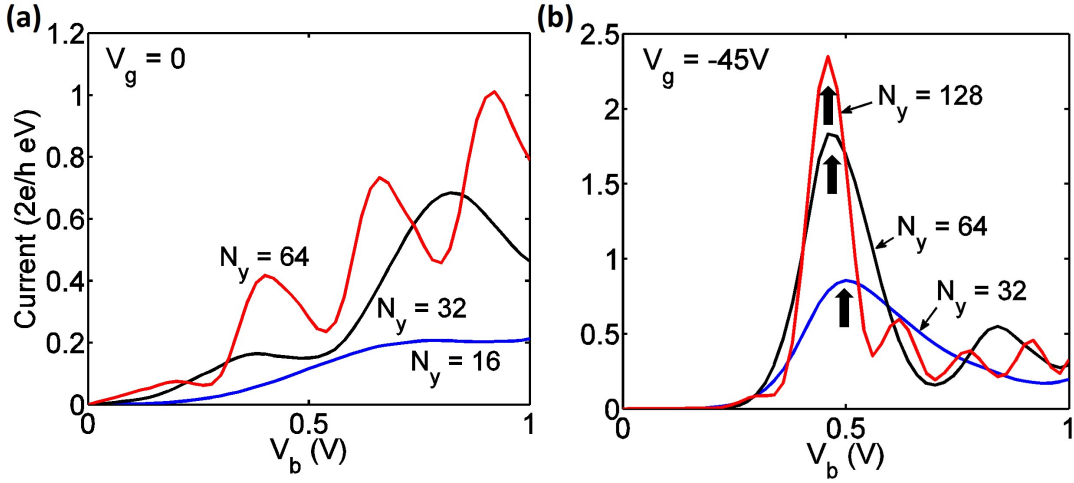 (a)
V_g = 0
Current (2e/h eV)
1.2
1
0.8
0.6
0.4
0.2
0
N_y = 64
N_y = 32
N_y = 16
0
0.5
1
V_b (V)
(b)
V_g = -45V
2.5
2
1.5
1
0.5
0
N_y = 128
N_y = 64
N_y = 32
0
0.5
1
V_b (V)